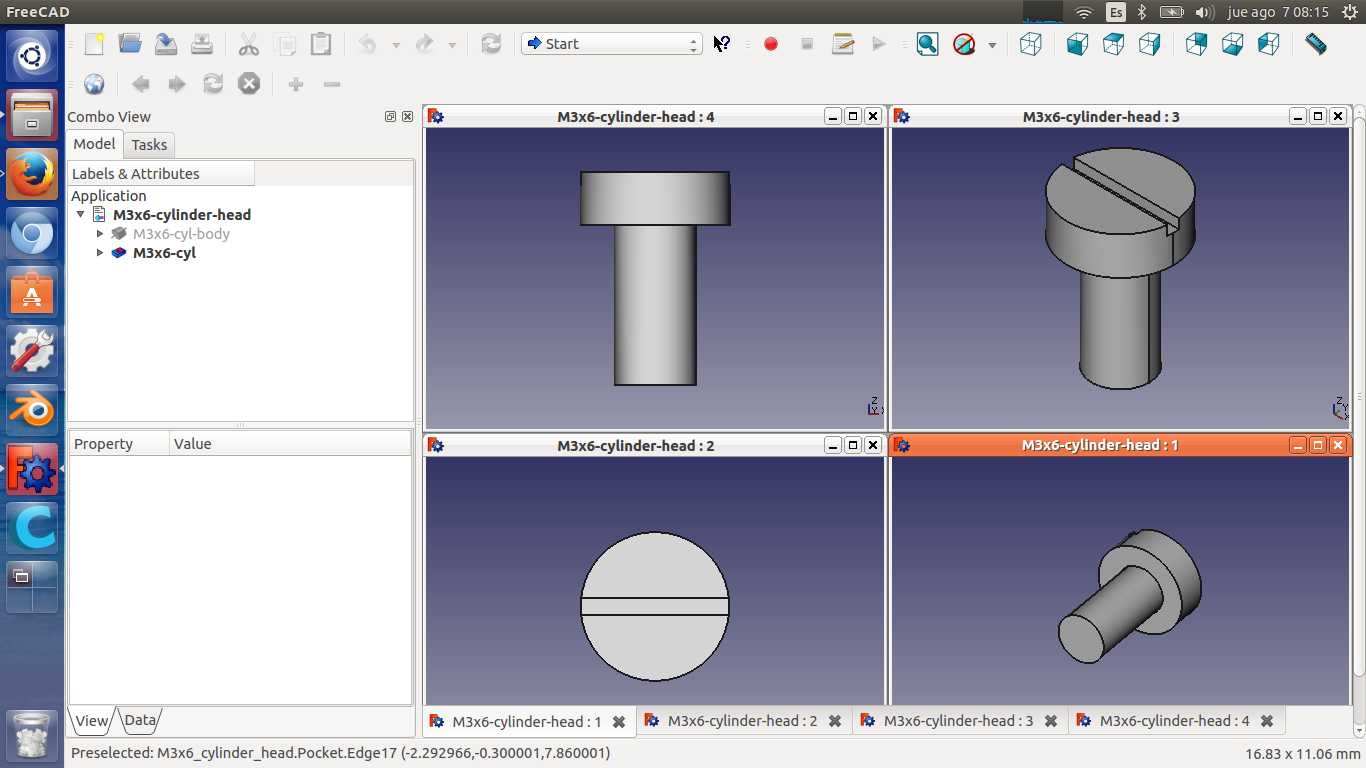 FreeCAD
Es
jue ago 7 08:15
Start
Combo View
Model
Tasks
Labels & Attributes
Application
M3x6-cylinder-head
M3x6-cyl-body
M3x6-cyl
Property
Value
View
Data
M3x6-cylinder-head : 4
Z
Y
X
M3x6-cylinder-head : 3
Z
Y
X
M3x6-cylinder-head : 2
M3x6-cylinder-head : 1
M3x6-cylinder-head : 1
M3x6-cylinder-head : 2
M3x6-cylinder-head : 3
M3x6-cylinder-head : 4
Preselected: M3x6_cylinder_head.Pocket.Edge17 (-2.292966,-0.300001,7.860001)
16.83 x 11.06 mm